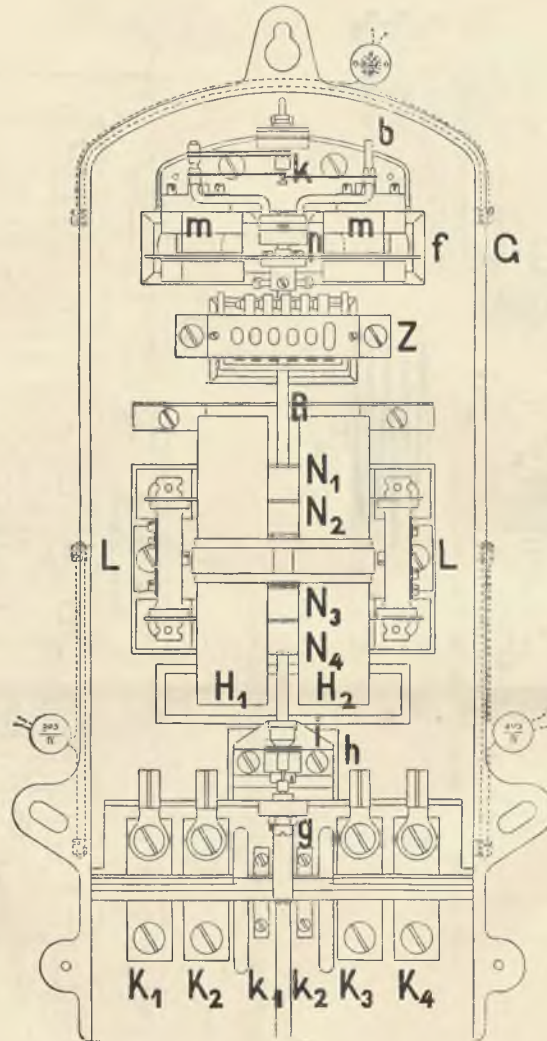 b
k
m n m f G
Z
B
N₁
N₂
L L
N₃
N₄
H₁ H₂
i
h
g
K₁ K₂ k₁ k₂ K₃ K₄